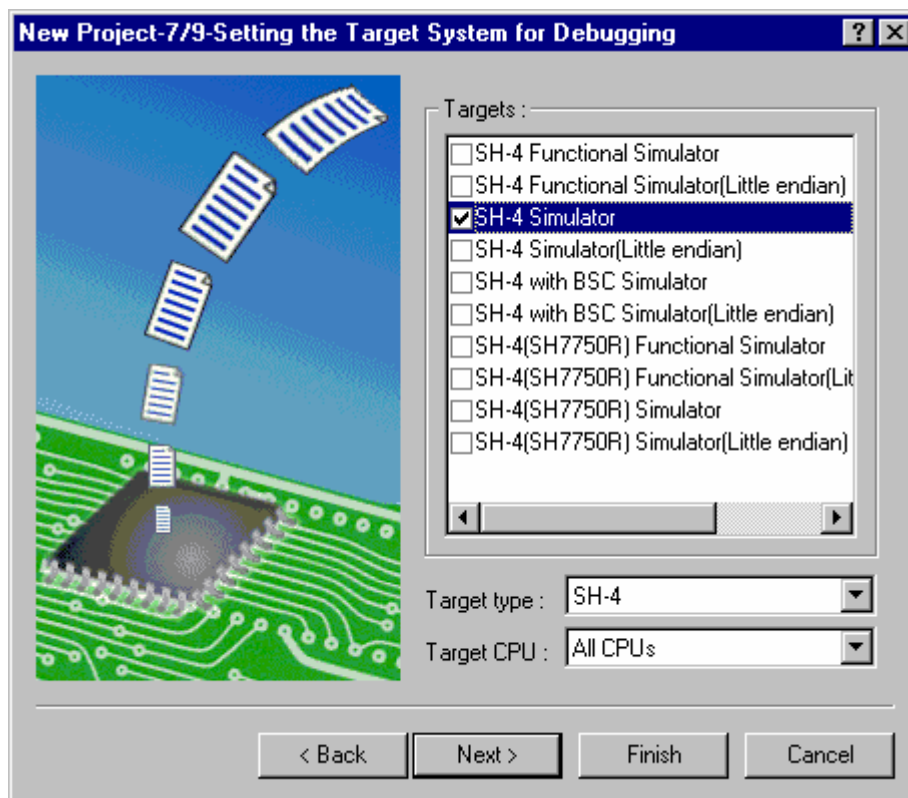 New Project-7/9-Setting the Target System for Debugging
Targets :
SH-4 Functional Simulator
SH-4 Functional Simulator(Little endian)
SH-4 Simulator
SH-4 Simulator(Little endian)
SH-4 with BSC Simulator
SH-4 with BSC Simulator(Little endian)
SH-4(SH7750R) Functional Simulator
SH-4(SH7750R) Functional Simulator(Lit
SH-4(SH7750R) Simulator
SH-4(SH7750R) Simulator(Little endian)
Target type : SH-4
Target CPU : All CPUs
< Back Next > Finish Cancel